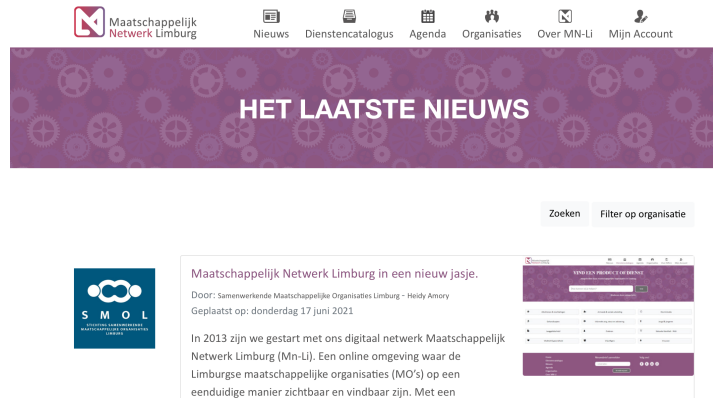 Maatschappelijk
Netwerk Limburg
Nieuws Dienstencatalogus Agenda Organisaties Over MN-Li Mijn Account
HET LAATSTE NIEUWS
Zoeken Filter op organisatie
SMOL
STICHTING SAMENWERKENDE
MAATSCHAPPELIJKE ORGANISATIES
LIMBURG
Maatschappelijk Netwerk Limburg in een nieuw jasje.
Door: Samenwerkende Maatschappelijke Organisaties Limburg - Heidy Amory
Geplaatst op: donderdag 17 juni 2021
In 2013 zijn we gestart met ons digitaal netwerk Maatschappelijk
Netwerk Limburg (Mn-Li). Een online omgeving waar de
Limburgse maatschappelijke organisaties (MO's) op een
eenduidige manier zichtbaar en vindbaar zijn. Met een
VIND EEN PRODUCT OF DIENST